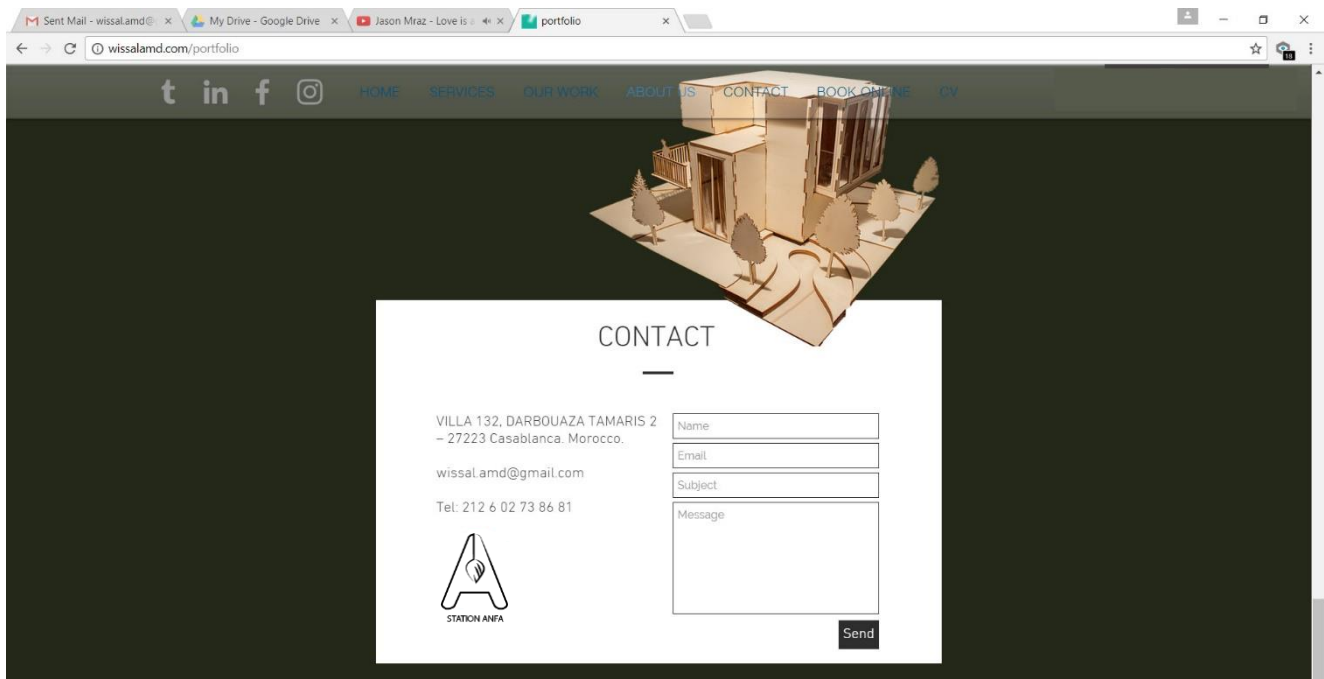 Sent Mail - wissal.amd@
My Drive - Google Drive
Jason Mraz - Love is a
portfolio
wissalamd.com/portfolio
18
t in f
HOME SERVICES OUR WORK ABOUT US CONTACT BOOK ONLINE CV
CONTACT
VILLA 132, DARBOUAZA TAMARIS 2
– 27223 Casablanca. Morocco.
wissal.amd@gmail.com
Tel: 212 6 02 73 86 81
STATION ANFA
Name
Email
Subject
Message
Send